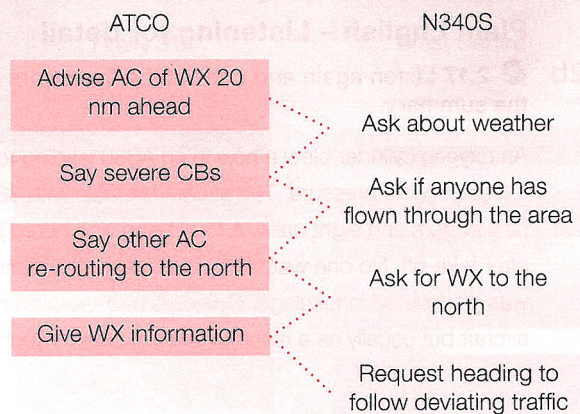 ATCO
N340S
Advise AC of WX 20
nm ahead
Ask about weather
Say severe CBs
Ask if anyone has
flown through the area
Say other AC
re-routing to the north
Ask for WX to the
north
Give WX information
Request heading to
follow deviating traffic